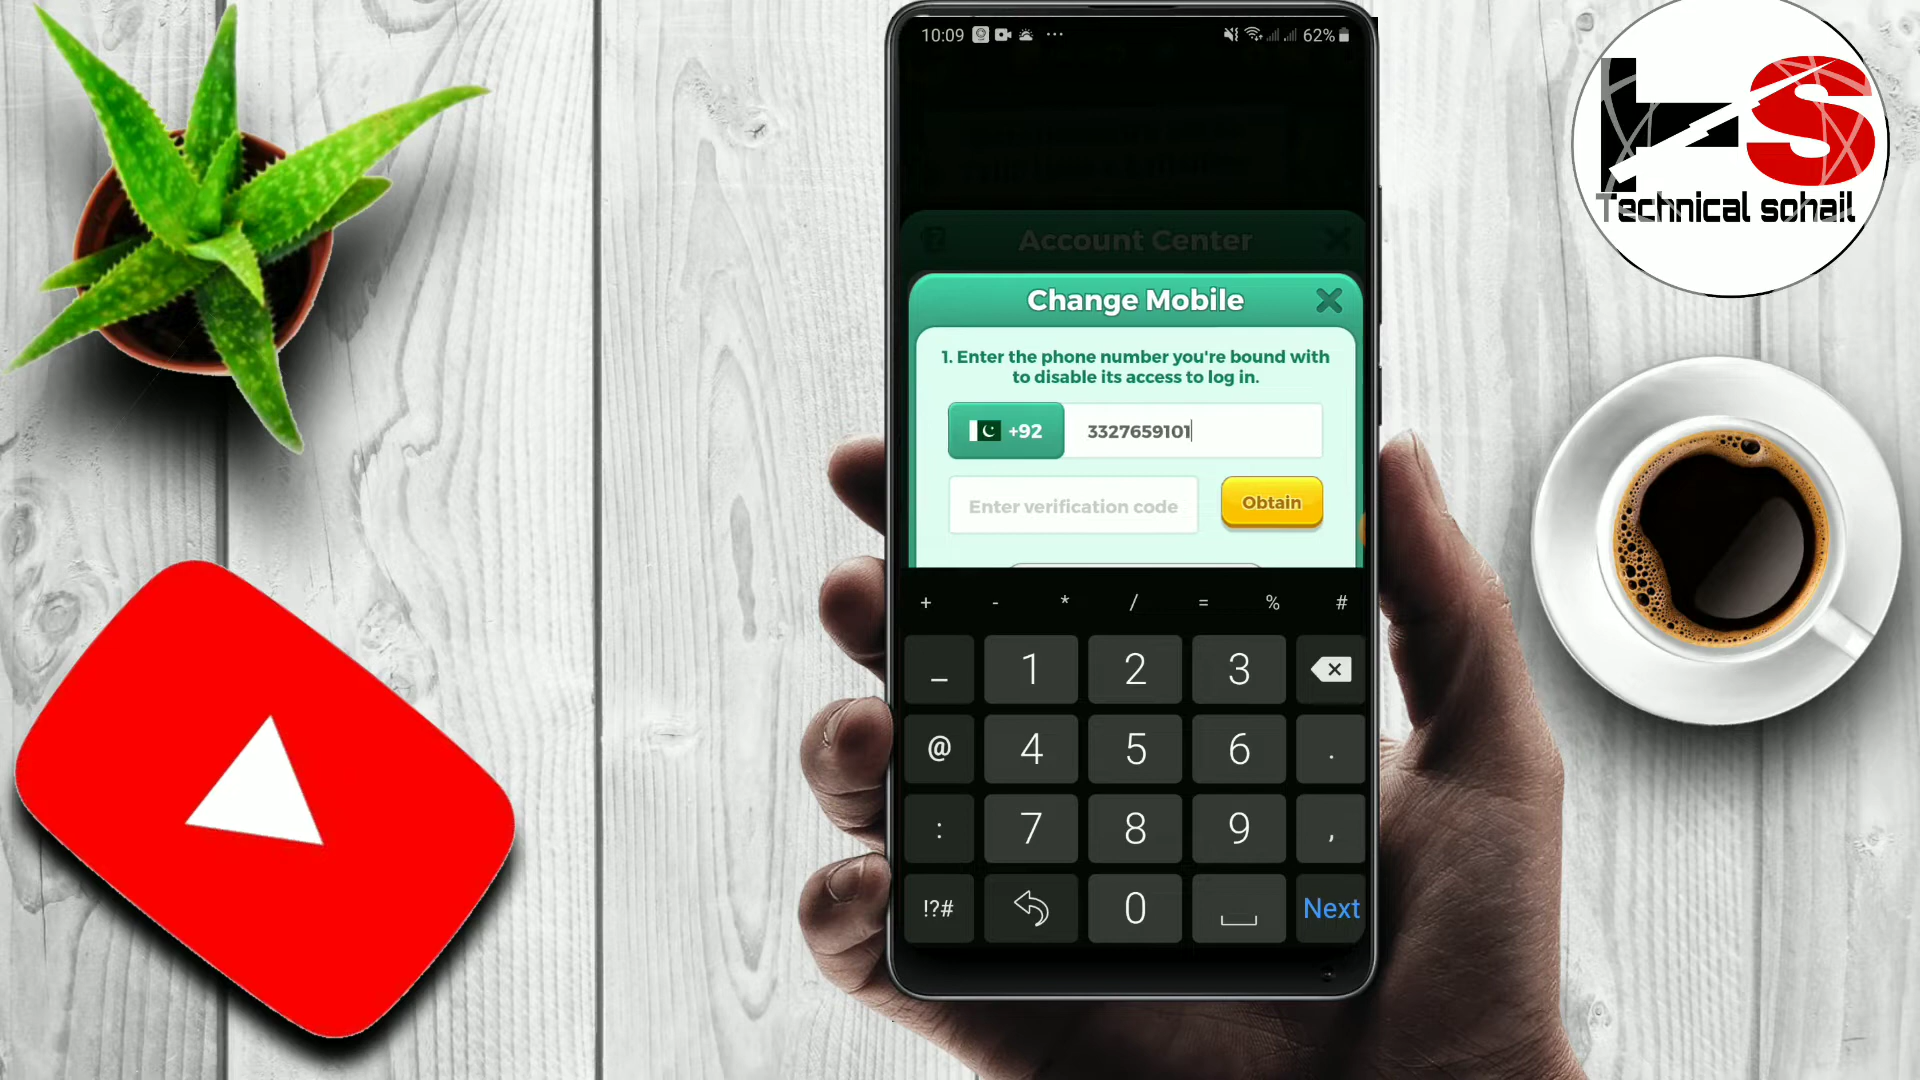 10:09
62%
Account Center
Change Mobile
1. Enter the phone number you're bound with
to disable its access to log in.
+92 3327659101
Enter verification code
Obtain
+ - * / = % #
_ 1 2 3
@ 4 5 6 .
: 7 8 9 ,
!?# 0 Next
Technical sohail